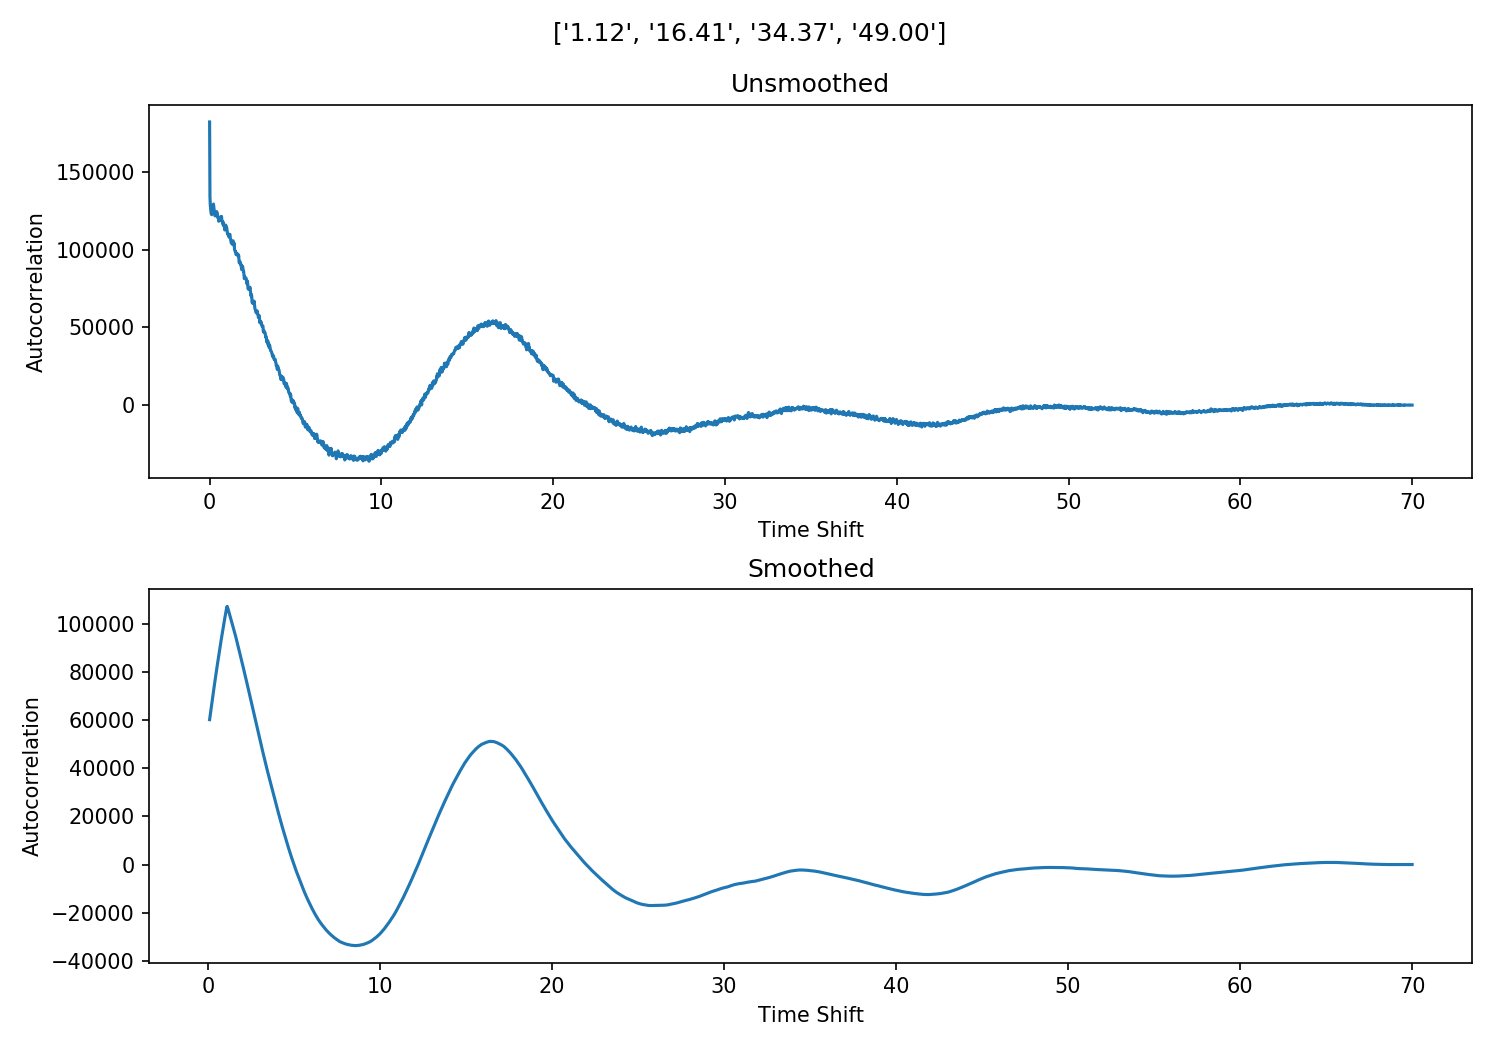 ['1.12', '16.41', '34.37', '49.00']
Unsmoothed
Autocorrelation
150000
100000
50000
0
0 10 20 30 40 50 60 70
Time Shift
Smoothed
Autocorrelation
100000
80000
60000
40000
20000
0
−20000
−40000
0 10 20 30 40 50 60 70
Time Shift